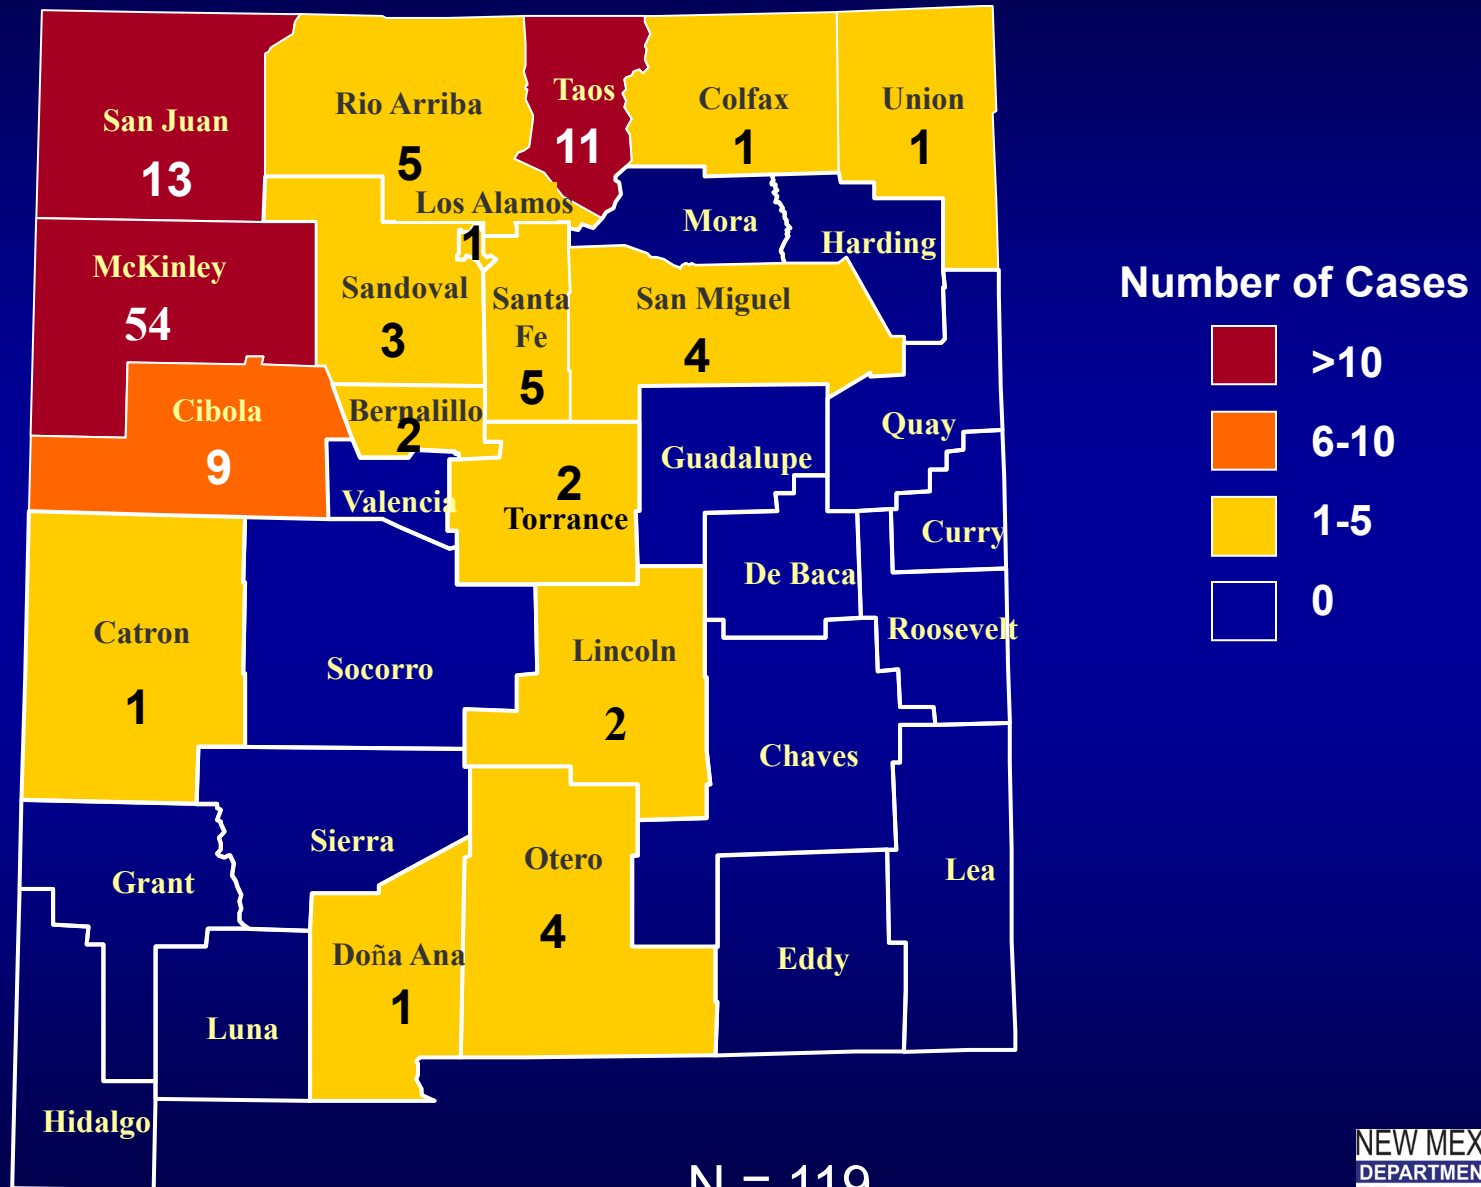 San Juan
13
Rio Arriba
5
Taos
11
Colfax
1
Union
1
Los Alamos
1
Mora
Harding
McKinley
54
Sandoval
3
Santa
Fe
5
San Miguel
4
Cibola
9
Bernalillo
2
Valencia
2
Torrance
Guadalupe
Quay
Curry
De Baca
Roosevelt
Catron
1
Socorro
Lincoln
2
Chaves
Sierra
Grant
Otero
4
Lea
Doña Ana
1
Eddy
Luna
Hidalgo
Number of Cases
>10
6-10
1-5
0
N = 119
NEW MEX
DEPARTMEN